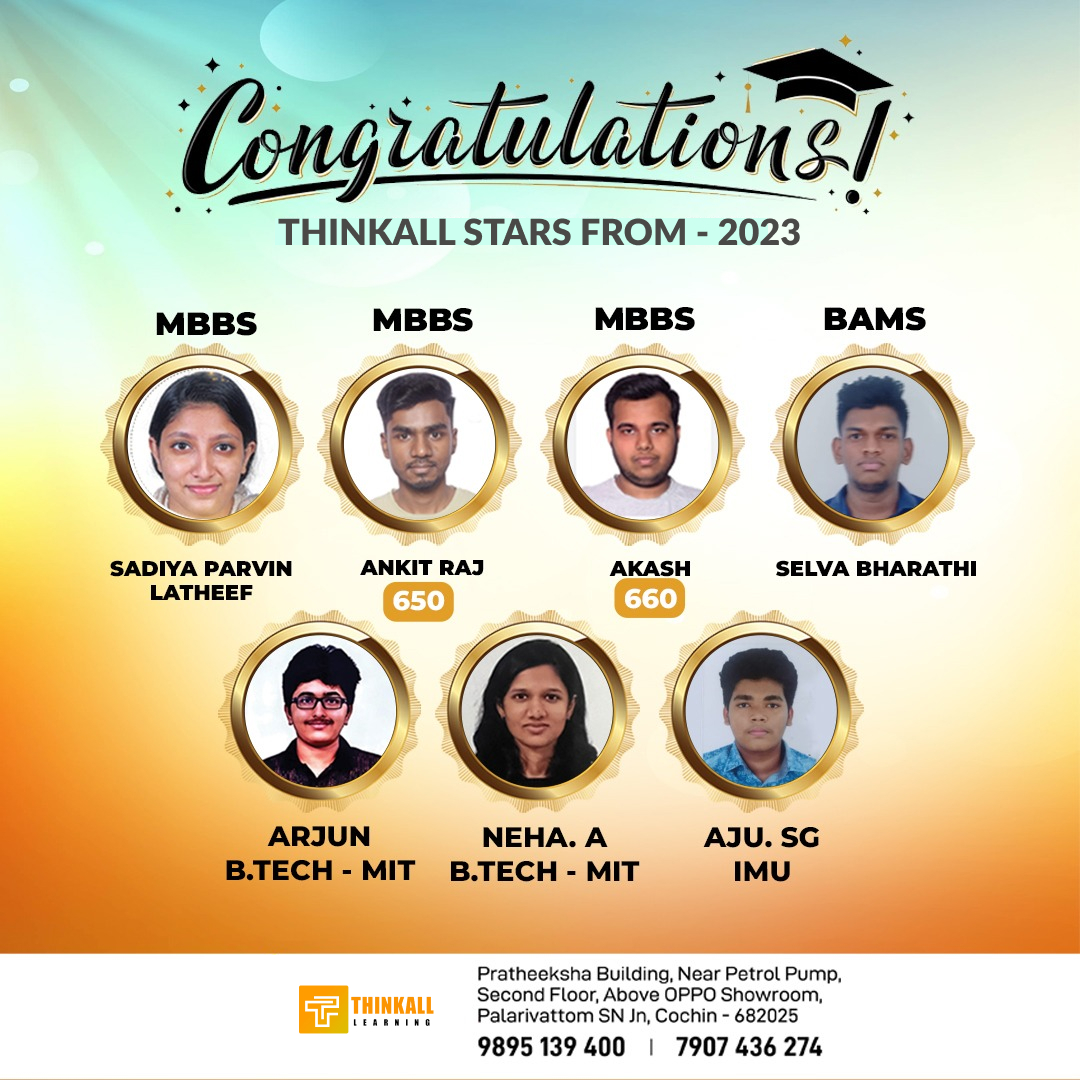 Congratulations!
THINKALL STARS FROM - 2023
MBBS
MBBS
MBBS
BAMS
SADIYA PARVIN
LATHEEF
ANKIT RAJ
650
AKASH
660
SELVA BHARATHI
ARJUN
B.TECH - MIT
NEHA. A
B.TECH - MIT
AJU. SG
IMU
THINKALL
LEARNING
Pratheeksha Building, Near Petrol Pump,
Second Floor, Above OPPO Showroom,
Palarivattom SN Jn, Cochin - 682025
9895 139 400 | 7907 436 274